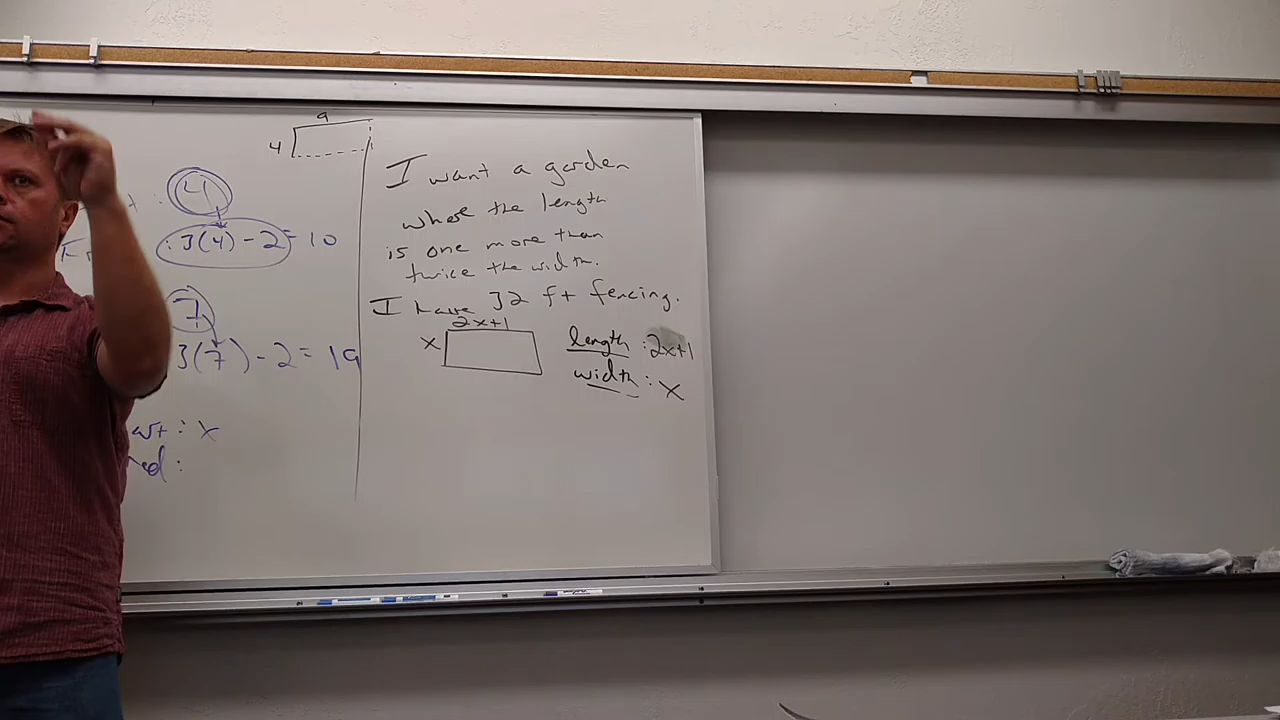 9
4
4
: 3(4) - 2 = 10
7
3(7) - 2 = 19
: x
I want a garden
where the length
is one more than
twice the width.
I have 32 ft fencing.
2x+1
x
length : 2x+1
width : x